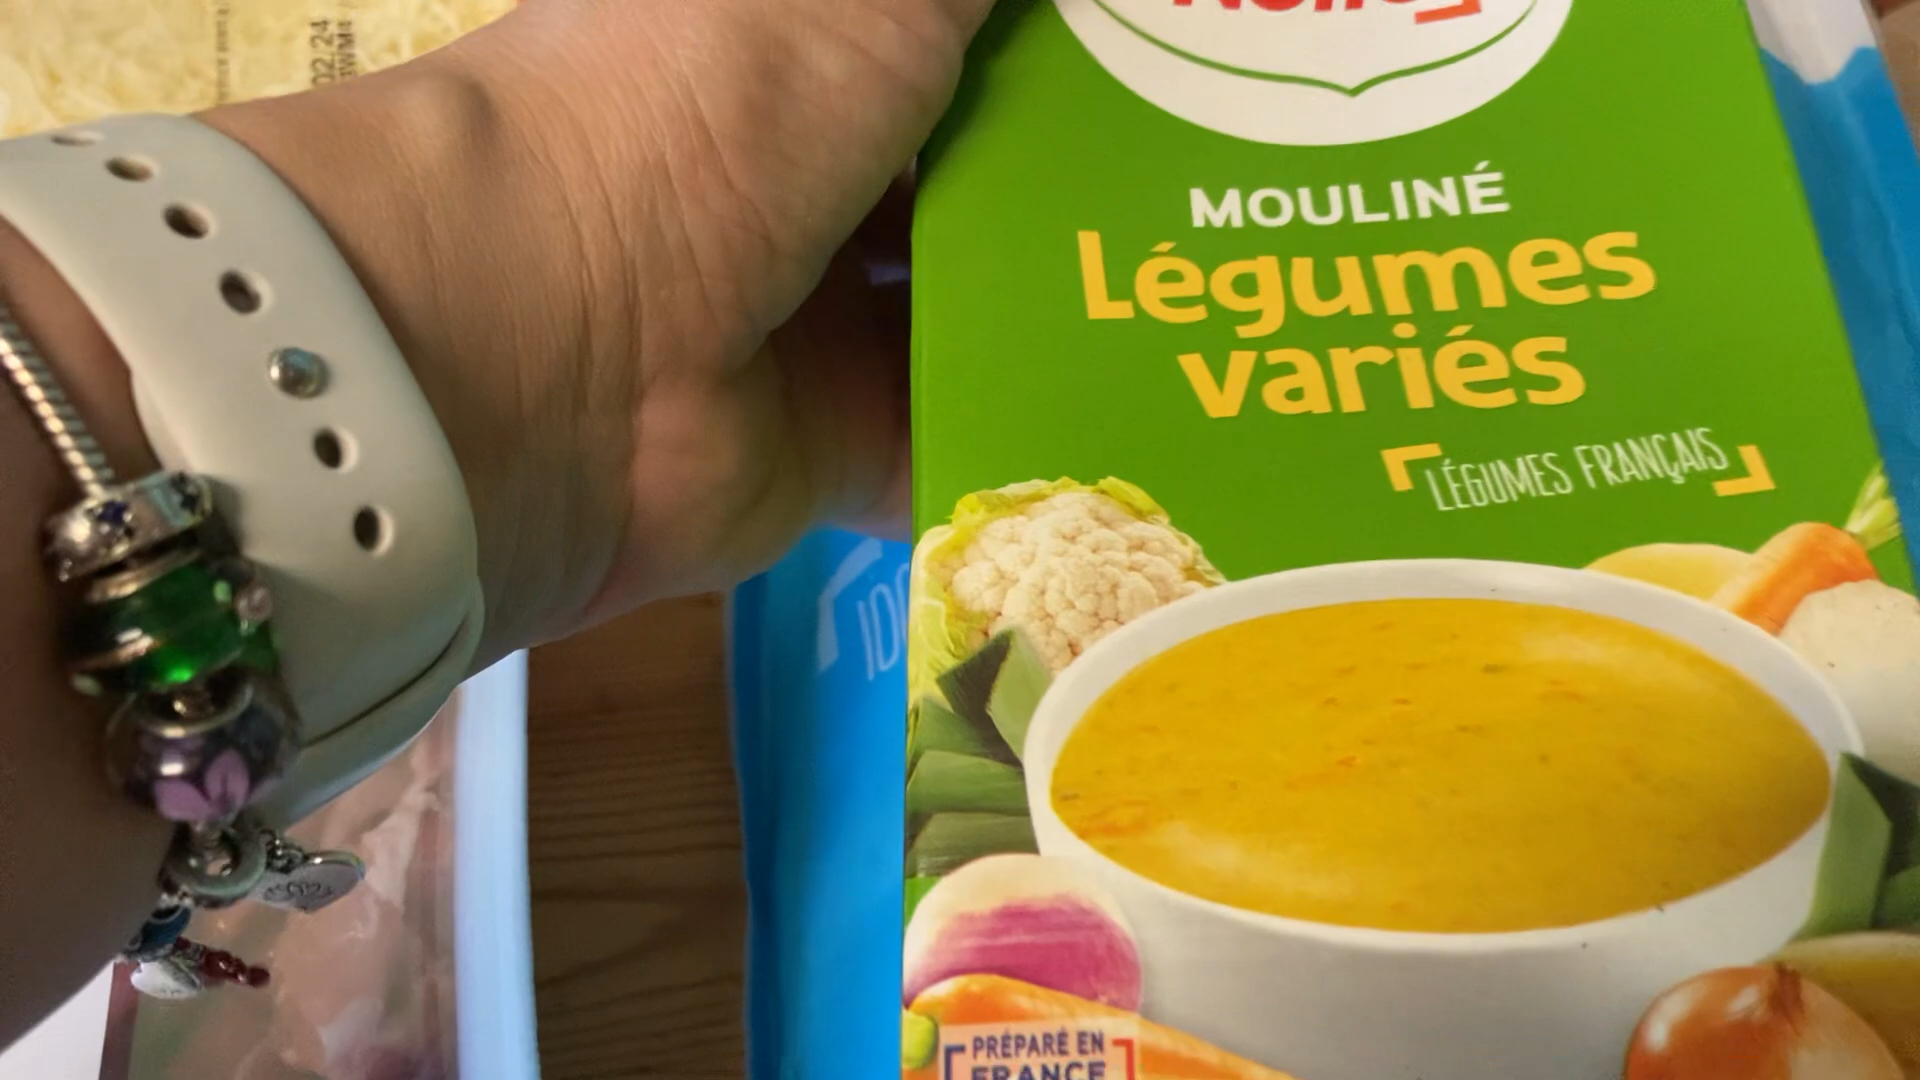 MOULINÉ
Légumes
variés
LÉGUMES FRANÇAIS
PRÉPARÉ EN
FRANCE